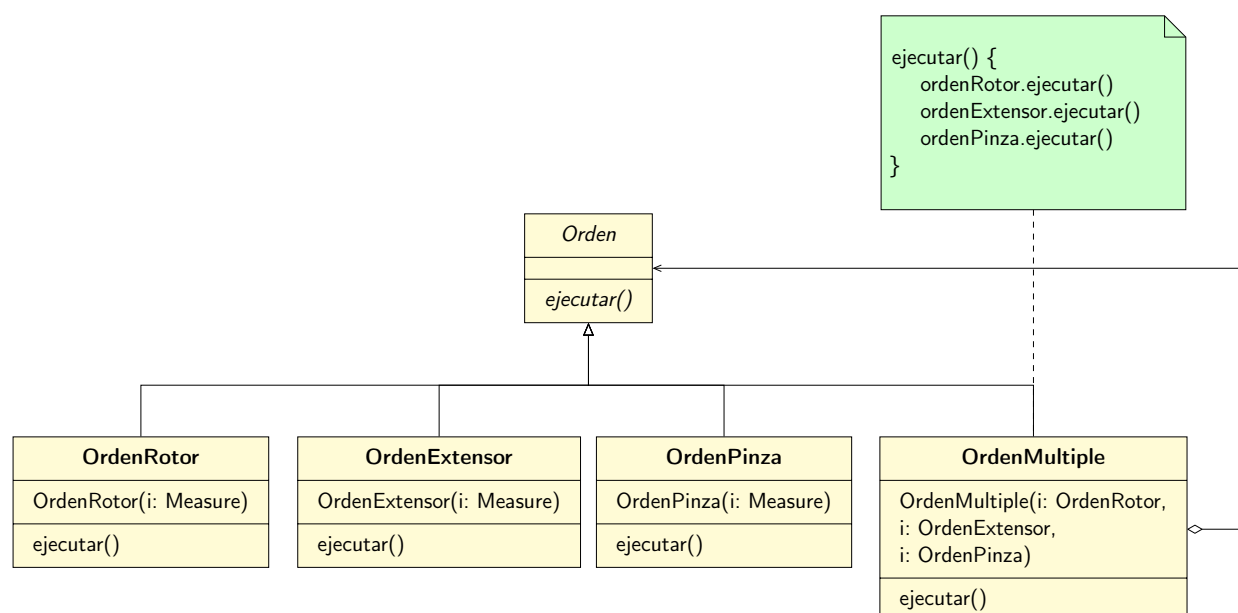 ejecutar() {
ordenRotor.ejecutar()
ordenExtensor.ejecutar()
ordenPinza.ejecutar()
}
Orden
ejecutar()
OrdenRotor
OrdenRotor(i: Measure)
ejecutar()
OrdenExtensor
OrdenExtensor(i: Measure)
ejecutar()
OrdenPinza
OrdenPinza(i: Measure)
ejecutar()
OrdenMultiple
OrdenMultiple(i: OrdenRotor,
i: OrdenExtensor,
i: OrdenPinza)
ejecutar()